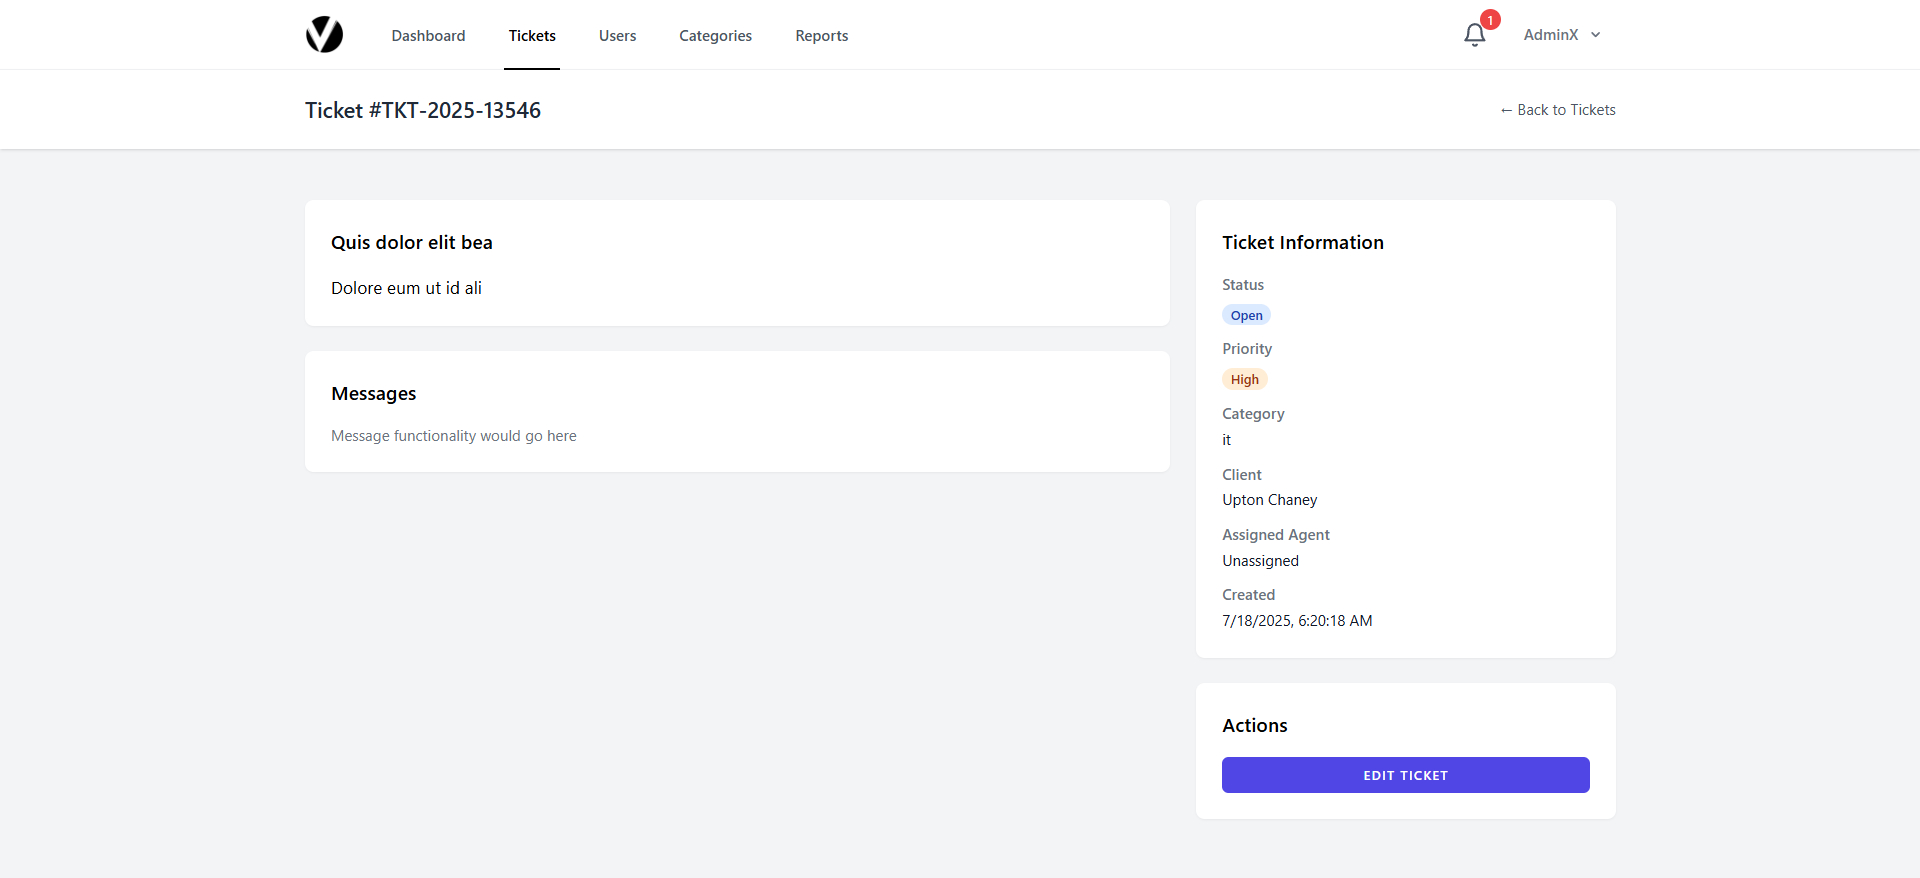 Dashboard
Tickets
Users
Categories
Reports
1
AdminX
Ticket #TKT-2025-13546
← Back to Tickets
Quis dolor elit bea
Dolore eum ut id ali
Messages
Message functionality would go here
Ticket Information
Status
Open
Priority
High
Category
it
Client
Upton Chaney
Assigned Agent
Unassigned
Created
7/18/2025, 6:20:18 AM
Actions
EDIT TICKET